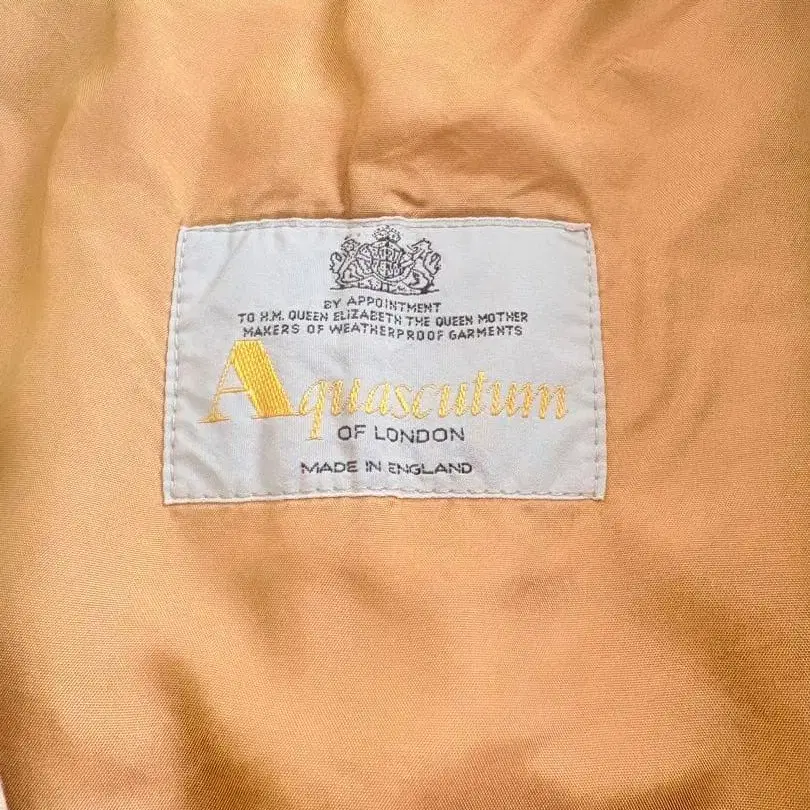 BY APPOINTMENT
TO H.M. QUEEN ELIZABETH THE QUEEN MOTHER
MAKERS OF WEATHERPROOF GARMENTS
Aquascutum
OF LONDON
MADE IN ENGLAND